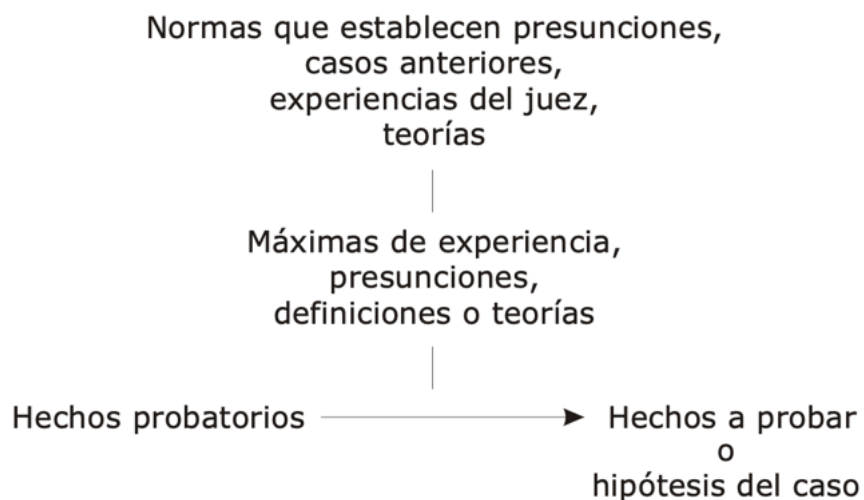 Normas que establecen presunciones,
casos anteriores,
experiencias del juez,
teorías
Máximas de experiencia,
presunciones,
definiciones o teorías
Hechos probatorios
Hechos a probar
o
hipótesis del caso